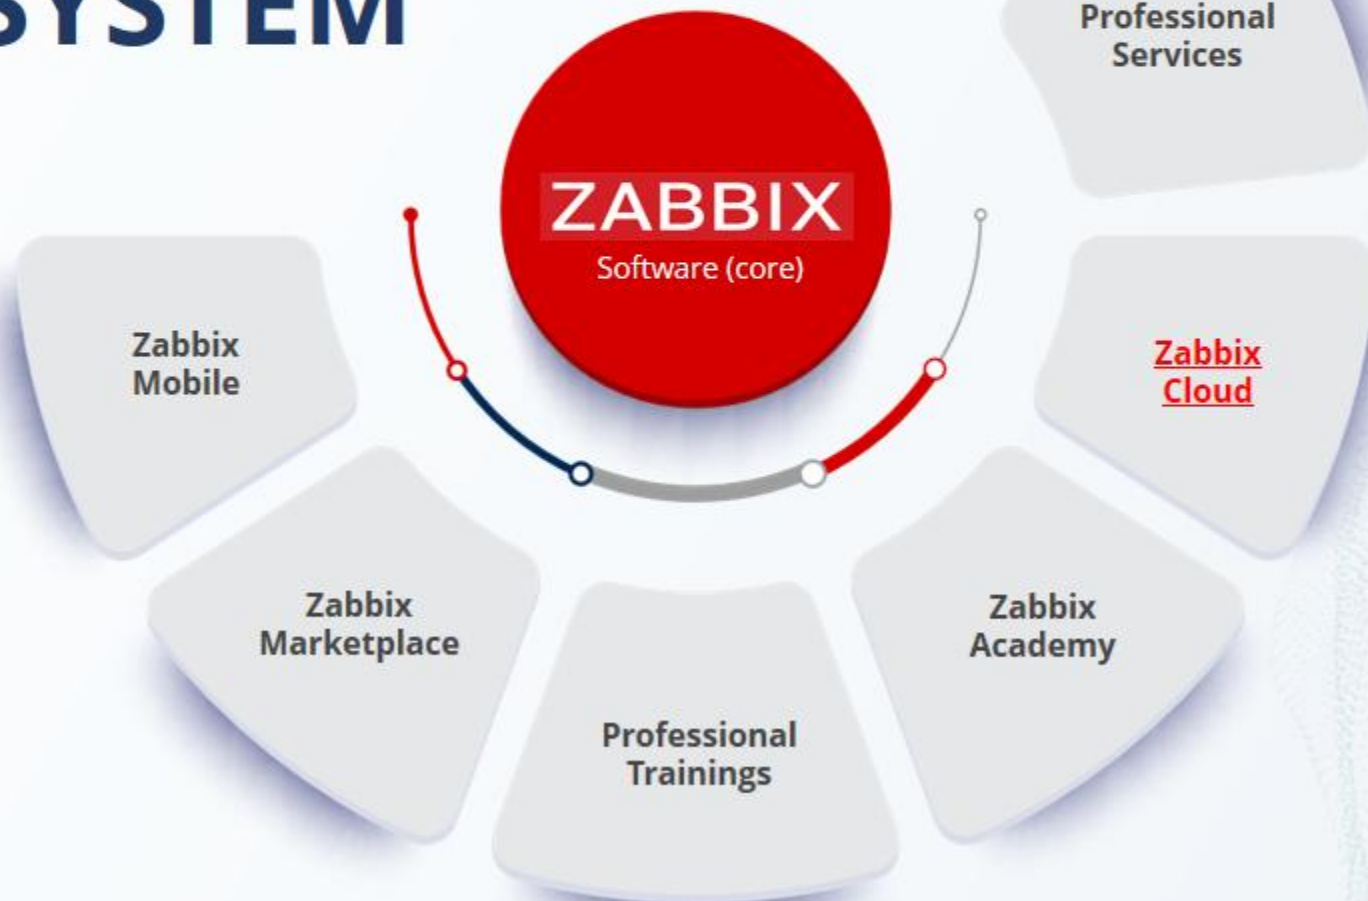 SYSTEM
Professional
Services
ZABBIX
Software (core)
Zabbix
Mobile
Zabbix
Cloud
Zabbix
Marketplace
Zabbix
Academy
Professional
Trainings